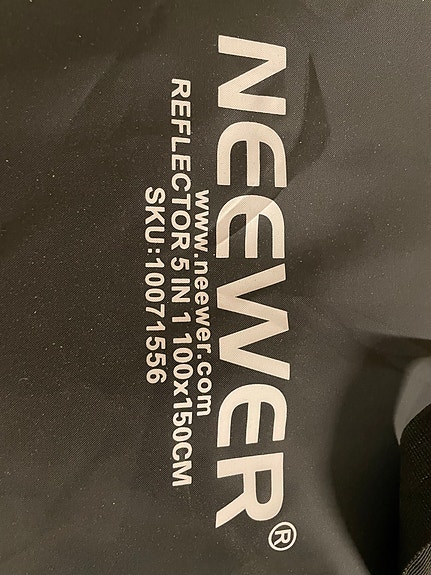 NEEWER®
www.neewer.com
REFLECTOR 5 IN 1 100x150CM
SKU:10071556